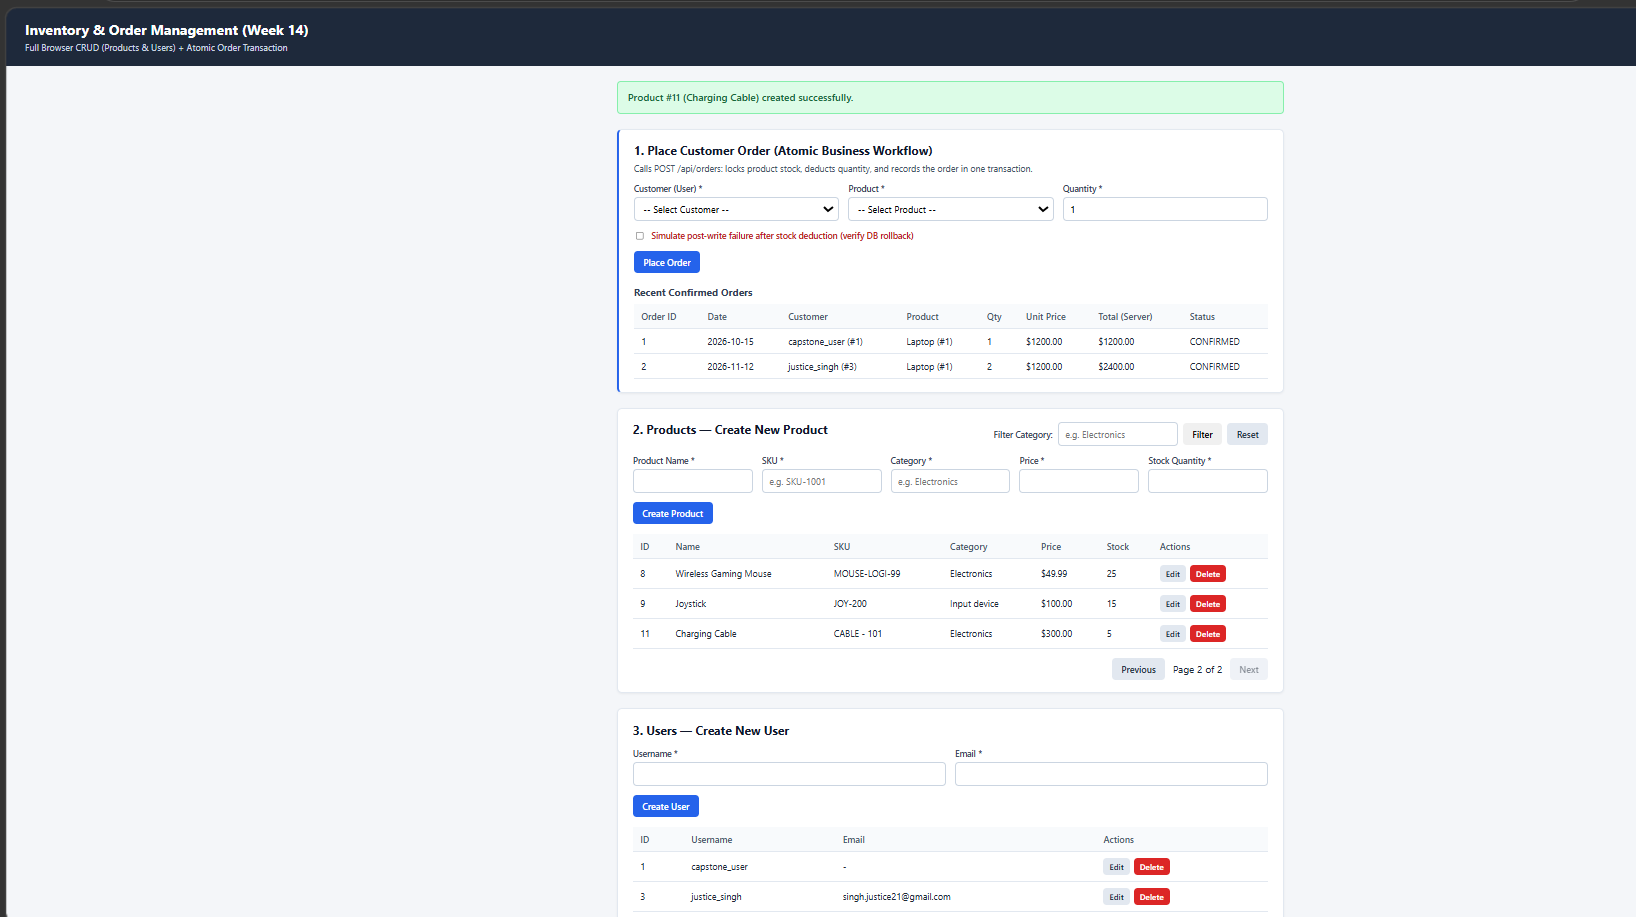 Inventory & Order Management (Week 14)
Full Browser CRUD (Products & Users) + Atomic Order Transaction
Product #11 (Charging Cable) created successfully.
1. Place Customer Order (Atomic Business Workflow)
Calls POST /api/orders: locks product stock, deducts quantity, and records the order in one transaction.
Customer (User) * Product * Quantity *
-- Select Customer -- -- Select Product -- 1
Simulate post-write failure after stock deduction (verify DB rollback)
Place Order
Recent Confirmed Orders
Order ID Date Customer Product Qty Unit Price Total (Server) Status
1 2026-10-15 capstone_user (#1) Laptop (#1) 1 $1200.00 $1200.00 CONFIRMED
2 2026-11-12 justice_singh (#3) Laptop (#1) 2 $1200.00 $2400.00 CONFIRMED
2. Products — Create New Product Filter Category: e.g. Electronics Filter Reset
Product Name * SKU * Category * Price * Stock Quantity *
e.g. SKU-1001 e.g. Electronics
Create Product
ID Name SKU Category Price Stock Actions
8 Wireless Gaming Mouse MOUSE-LOGI-99 Electronics $49.99 25 Edit Delete
9 Joystick JOY-200 Input device $100.00 15 Edit Delete
11 Charging Cable CABLE - 101 Electronics $300.00 5 Edit Delete
Previous Page 2 of 2 Next
3. Users — Create New User
Username * Email *
Create User
ID Username Email Actions
1 capstone_user - Edit Delete
3 justice_singh singh.justice21@gmail.com Edit Delete